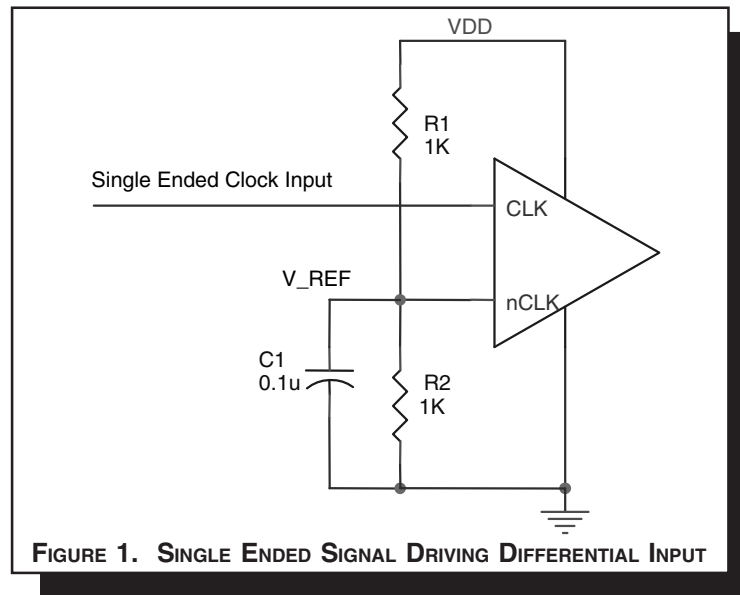 VDD
R1
1K
Single Ended Clock Input
CLK
V_REF
nCLK
C1
0.1u
R2
1K
FIGURE 1. SINGLE ENDED SIGNAL DRIVING DIFFERENTIAL INPUT